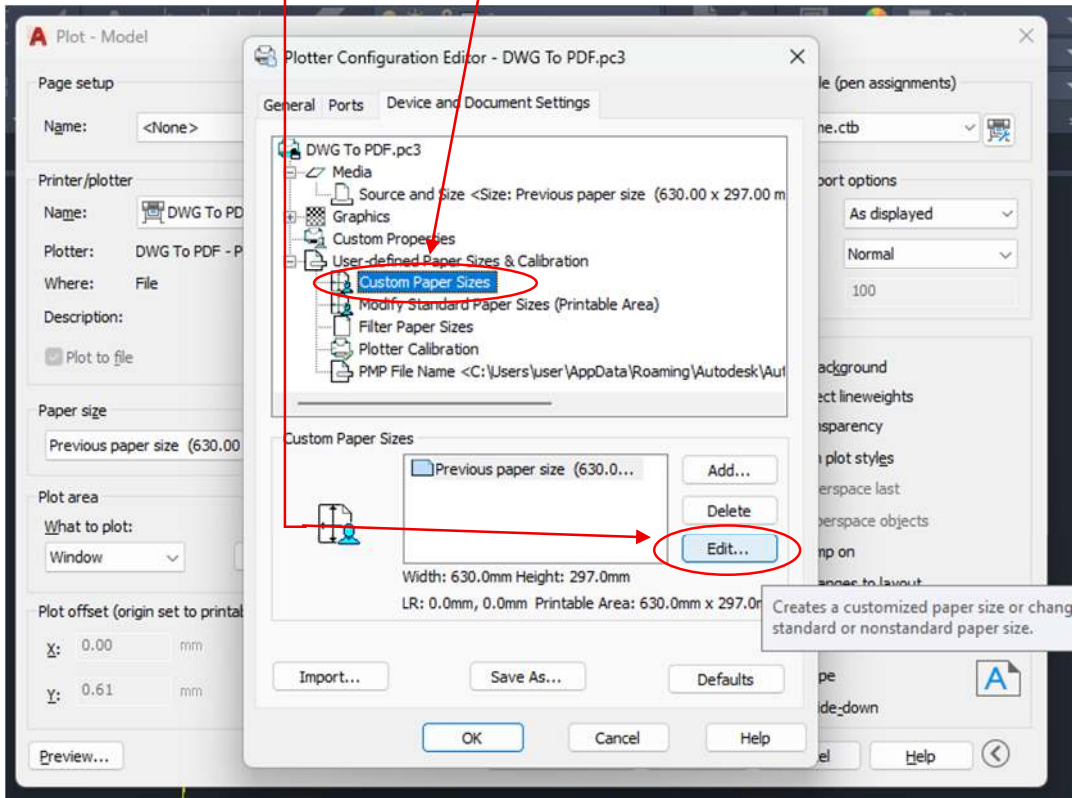 Plot - Model
Page setup
Name: <None>
Printer/plotter
Name: DWG To PD
Plotter: DWG To PDF - P
Where: File
Description:
Plot to file
Paper size
Previous paper size (630.00
Plot area
What to plot:
Window
Plot offset (origin set to printab
X: 0.00 mm
Y: 0.61 mm
Preview...
Plotter Configuration Editor - DWG To PDF.pc3
General Ports Device and Document Settings
DWG To PDF.pc3
Media
Source and Size <Size: Previous paper size (630.00 x 297.00 m
Graphics
Custom Properties
User-defined Paper Sizes & Calibration
Custom Paper Sizes
Modify Standard Paper Sizes (Printable Area)
Filter Paper Sizes
Plotter Calibration
PMP File Name <C:\Users\user\AppData\Roaming\Autodesk\Aut
Custom Paper Sizes
Previous paper size (630.0...
Add...
Delete
Edit...
Width: 630.0mm Height: 297.0mm
LR: 0.0mm, 0.0mm Printable Area: 630.0mm x 297.0m
Import... Save As... Defaults
OK Cancel Help
le (pen assignments)
me.ctb
port options
As displayed
Normal
100
ackground
ect lineweights
nsparency
plot styles
erspace last
perspace objects
mp on
anges to layout
Creates a customized paper size or chang
standard or nonstandard paper size.
pe
ide-down
A
el Help